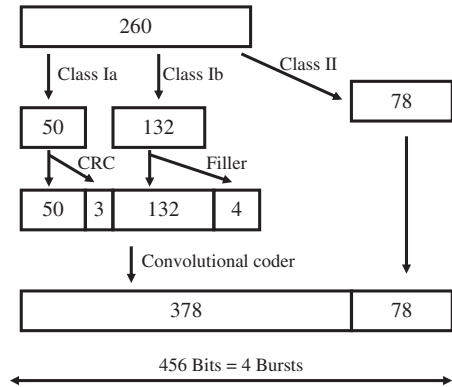 260
Class Ia
Class Ib
Class II
50
132
78
CRC
Filler
50
3
132
4
Convolutional coder
378
78
456 Bits = 4 Bursts